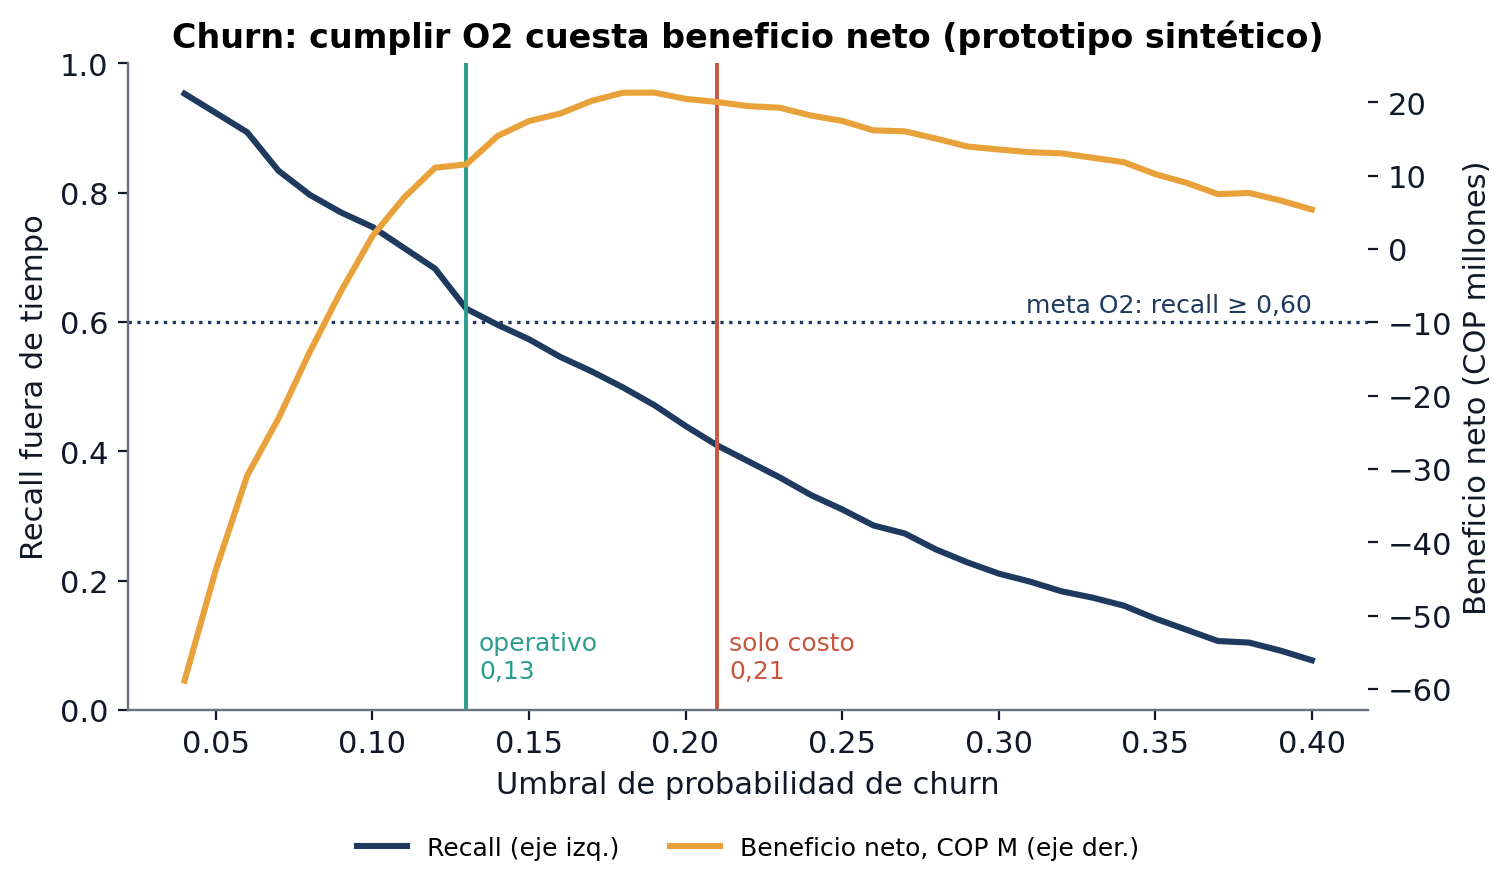 Churn: cumplir O2 cuesta beneficio neto (prototipo sintético)
Recall fuera de tiempo
1.0
0.8
0.6
0.4
0.2
0.0
20
10
0
−10
−20
−30
−40
−50
−60
Beneficio neto (COP millones)
meta O2: recall ≥ 0,60
operativo
0,13
solo costo
0,21
0.05
0.10
0.15
0.20
0.25
0.30
0.35
0.40
Umbral de probabilidad de churn
Recall (eje izq.)
Beneficio neto, COP M (eje der.)